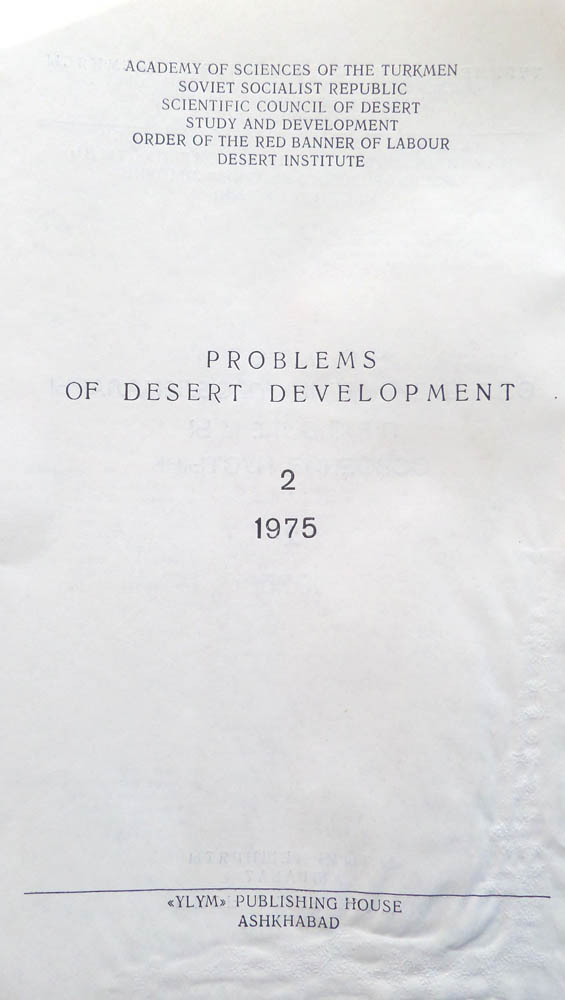 ACADEMY OF SCIENCES OF THE TURKMEN
SOVIET SOCIALIST REPUBLIC
SCIENTIFIC COUNCIL OF DESERT
STUDY AND DEVELOPMENT
ORDER OF THE RED BANNER OF LABOUR
DESERT INSTITUTE
PROBLEMS
OF DESERT DEVELOPMENT
2
1975
«YLYM» PUBLISHING HOUSE
ASHKHABAD